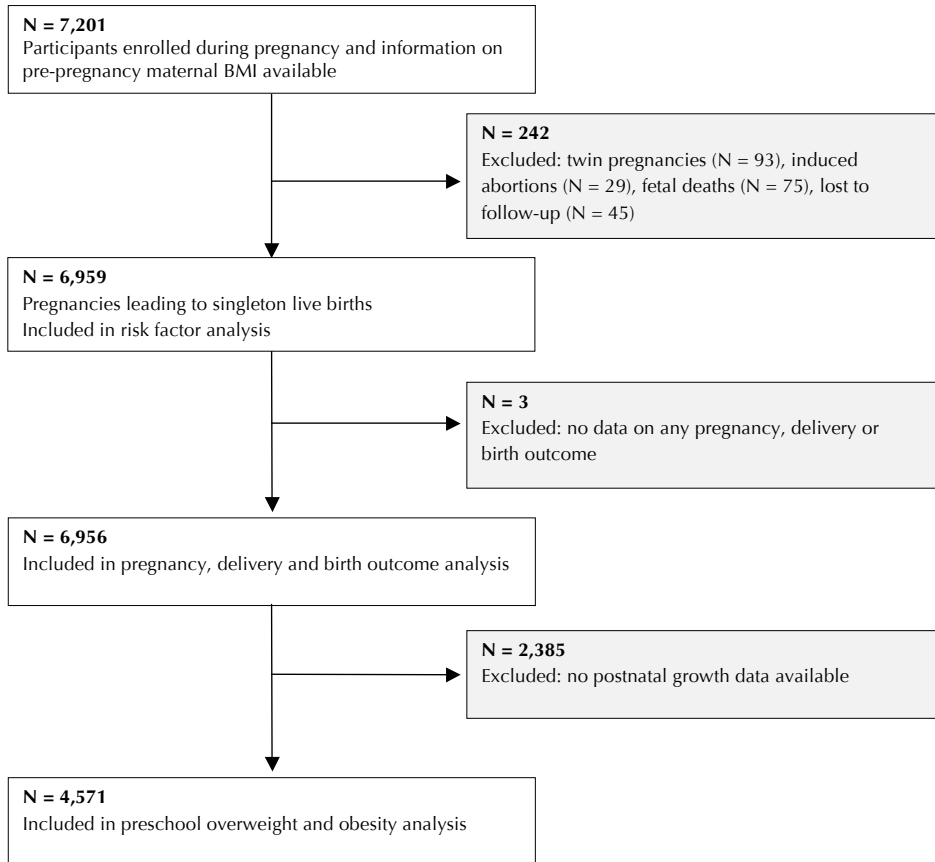 N = 7,201
Participants enrolled during pregnancy and information on
pre-pregnancy maternal BMI available
N = 242
Excluded: twin pregnancies (N = 93), induced
abortions (N = 29), fetal deaths (N = 75), lost to
follow-up (N = 45)
N = 6,959
Pregnancies leading to singleton live births
Included in risk factor analysis
N = 3
Excluded: no data on any pregnancy, delivery or
birth outcome
N = 6,956
Included in pregnancy, delivery and birth outcome analysis
N = 2,385
Excluded: no postnatal growth data available
N = 4,571
Included in preschool overweight and obesity analysis